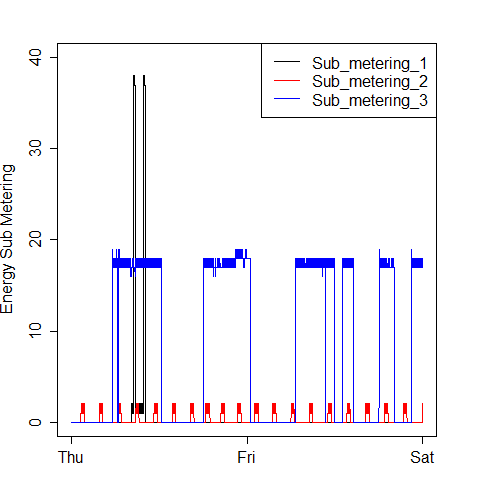 Sub_metering_1
Sub_metering_2
Sub_metering_3
Energy Sub Metering
40
30
20
10
0
Thu Fri Sat